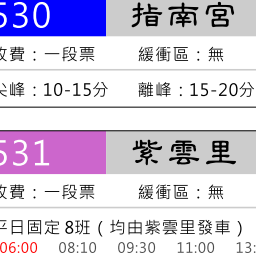 530 指南宮
收費：一段票 緩衝區：無
尖峰：10-15分 離峰：15-20分
531 紫雲里
收費：一段票 緩衝區：無
平日固定 8班（均由紫雲里發車）
06:00 08:10 09:30 11:00 13: